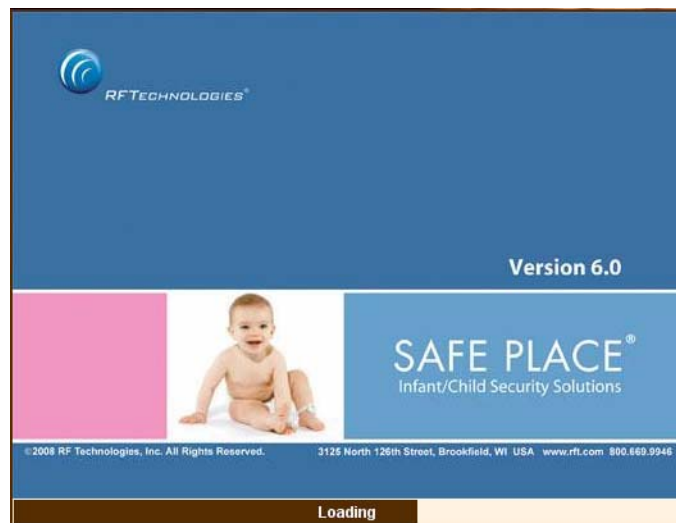 RFTECHNOLOGIES®
Version 6.0
SAFE PLACE®
Infant/Child Security Solutions
©2008 RF Technologies, Inc. All Rights Reserved. 3125 North 126th Street, Brookfield, WI USA www.rft.com 800.669.9946
Loading